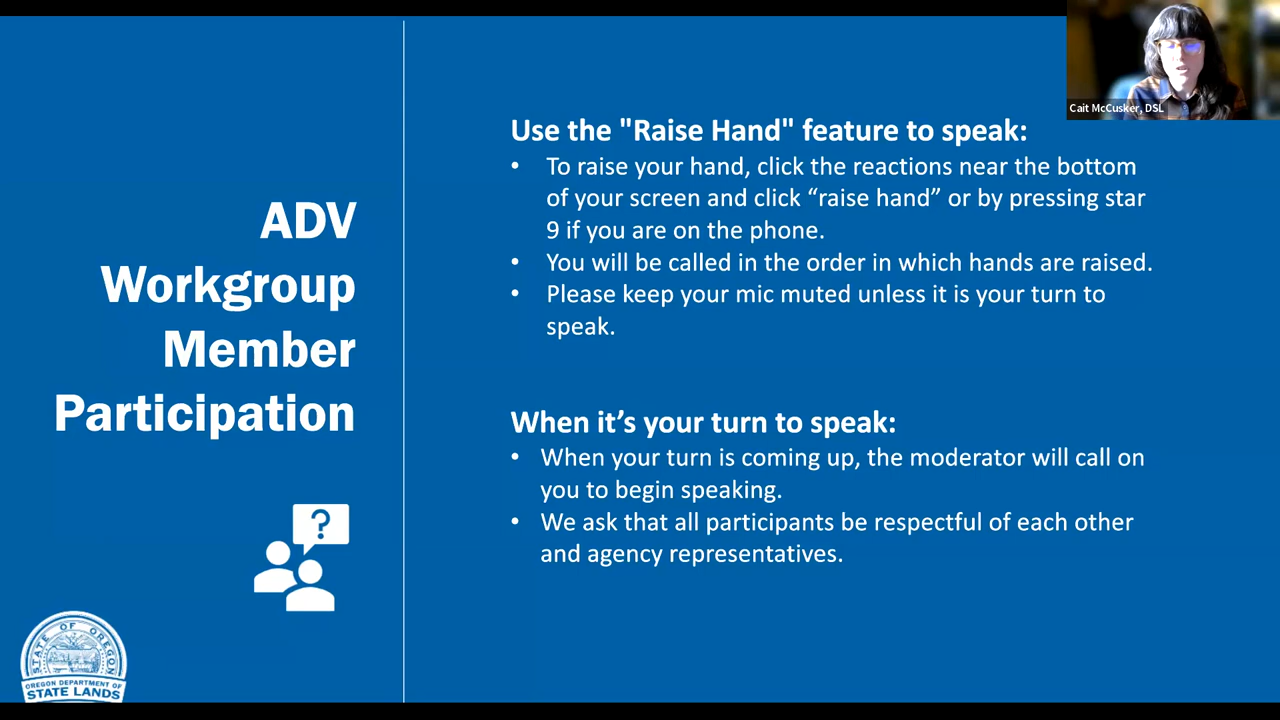 Cait McCusker, DSL
ADV
Workgroup
Member
Participation
?
Use the "Raise Hand" feature to speak:
• To raise your hand, click the reactions near the bottom
of your screen and click “raise hand” or by pressing star
9 if you are on the phone.
• You will be called in the order in which hands are raised.
• Please keep your mic muted unless it is your turn to
speak.
When it’s your turn to speak:
• When your turn is coming up, the moderator will call on
you to begin speaking.
• We ask that all participants be respectful of each other
and agency representatives.
STATE OF OREGON
OREGON DEPARTMENT OF
STATE LANDS